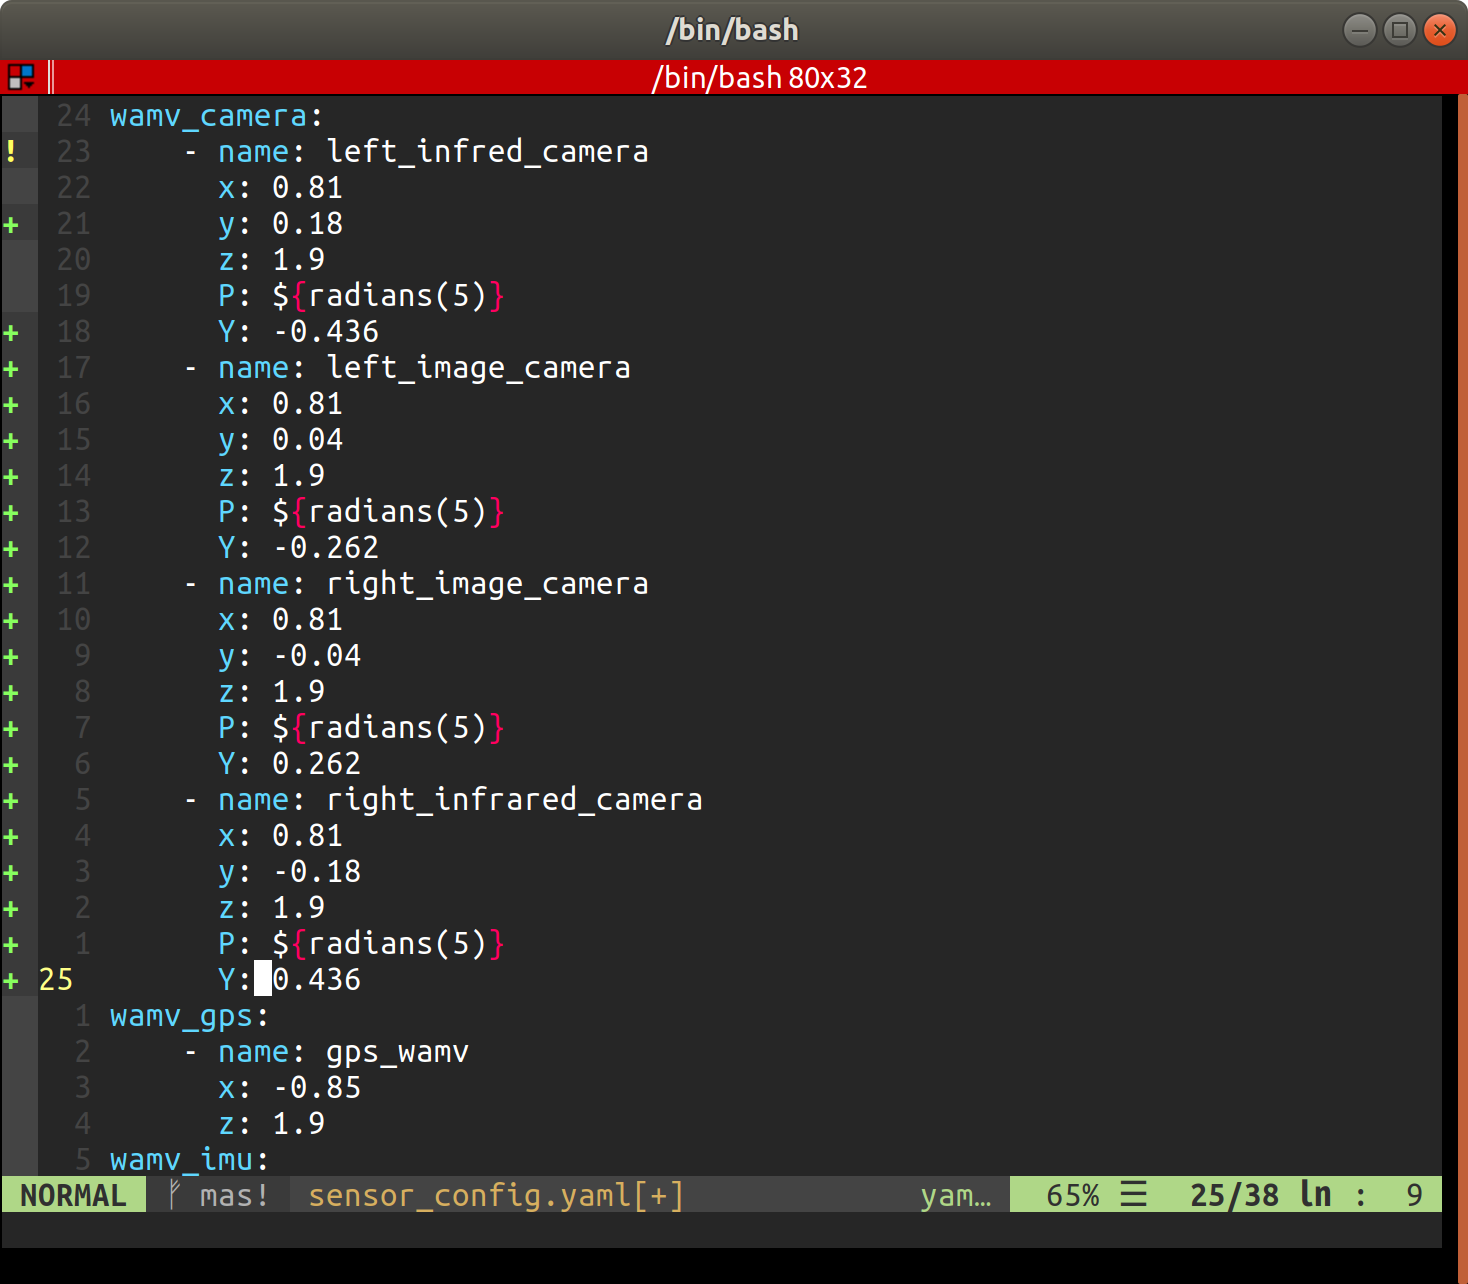 /bin/bash
/bin/bash 80x32
24 wamv_camera:
! 23     - name: left_infred_camera
22       x: 0.81
+ 21       y: 0.18
20       z: 1.9
19       P: ${radians(5)}
+ 18       Y: -0.436
+ 17     - name: left_image_camera
+ 16       x: 0.81
+ 15       y: 0.04
+ 14       z: 1.9
+ 13       P: ${radians(5)}
+ 12       Y: -0.262
+ 11     - name: right_image_camera
+ 10       x: 0.81
+ 9       y: -0.04
+ 8       z: 1.9
+ 7       P: ${radians(5)}
+ 6       Y: 0.262
+ 5     - name: right_infrared_camera
+ 4       x: 0.81
+ 3       y: -0.18
+ 2       z: 1.9
+ 1       P: ${radians(5)}
+ 25       Y: 0.436
1 wamv_gps:
2     - name: gps_wamv
3       x: -0.85
4       z: 1.9
5 wamv_imu:
NORMAL ᚠ mas! sensor_config.yaml[+] yam… 65% ☰ 25/38 ln : 9